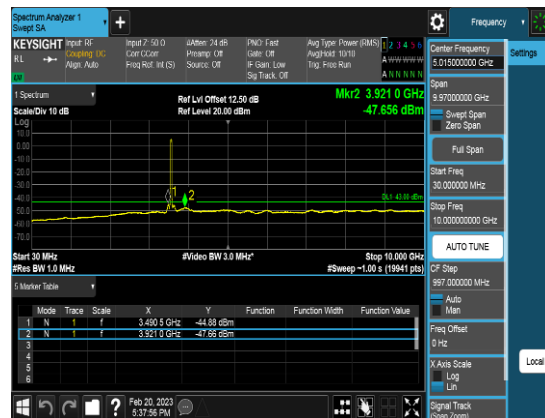 Spectrum Analyzer 1
Swept SA
Frequency
KEYSIGHT
Input: RF
Coupling: DC
Align: Auto
Input Z: 50 Ω
Corr CCorr
Freq Ref: Int (S)
#Atten: 24 dB
Preamp: Off
Source: Off
PNO: Fast
Gate: Off
IF Gain: Low
Sig Track: Off
Avg Type: Power (RMS)
Avg|Hold: 10/10
Trig: Free Run
1 2 3 4 5 6
A W W W W W
A N N N N N
RL
1 Spectrum
Scale/Div 10 dB
Log
Ref Lvl Offset 12.50 dB
Ref Level 20.00 dBm
Mkr2 3.921 0 GHz
-47.656 dBm
10.0
0.00
-10.0
-20.0
-30.0
-40.0
-50.0
-60.0
-70.0
1
2
DL1 -43.00 dBm
Start 30 MHz
#Res BW 1.0 MHz
#Video BW 3.0 MHz*
Stop 10.000 GHz
#Sweep ~1.00 s (19941 pts)
5 Marker Table
Mode Trace Scale X Y Function Function Width Function Value
1 N 1 f 3.490 5 GHz -44.88 dBm
2 N 1 f 3.921 0 GHz -47.66 dBm
3
4
5
6
Feb 20, 2023
5:37:56 PM
Center Frequency
5.015000000 GHz
Settings
Span
9.97000000 GHz
Swept Span
Zero Span
Full Span
Start Freq
30.000000 MHz
Stop Freq
10.000000000 GHz
AUTO TUNE
CF Step
997.000000 MHz
Auto
Man
Freq Offset
0 Hz
X Axis Scale
Log
Lin
Local
Signal Track
(Span Zoom)